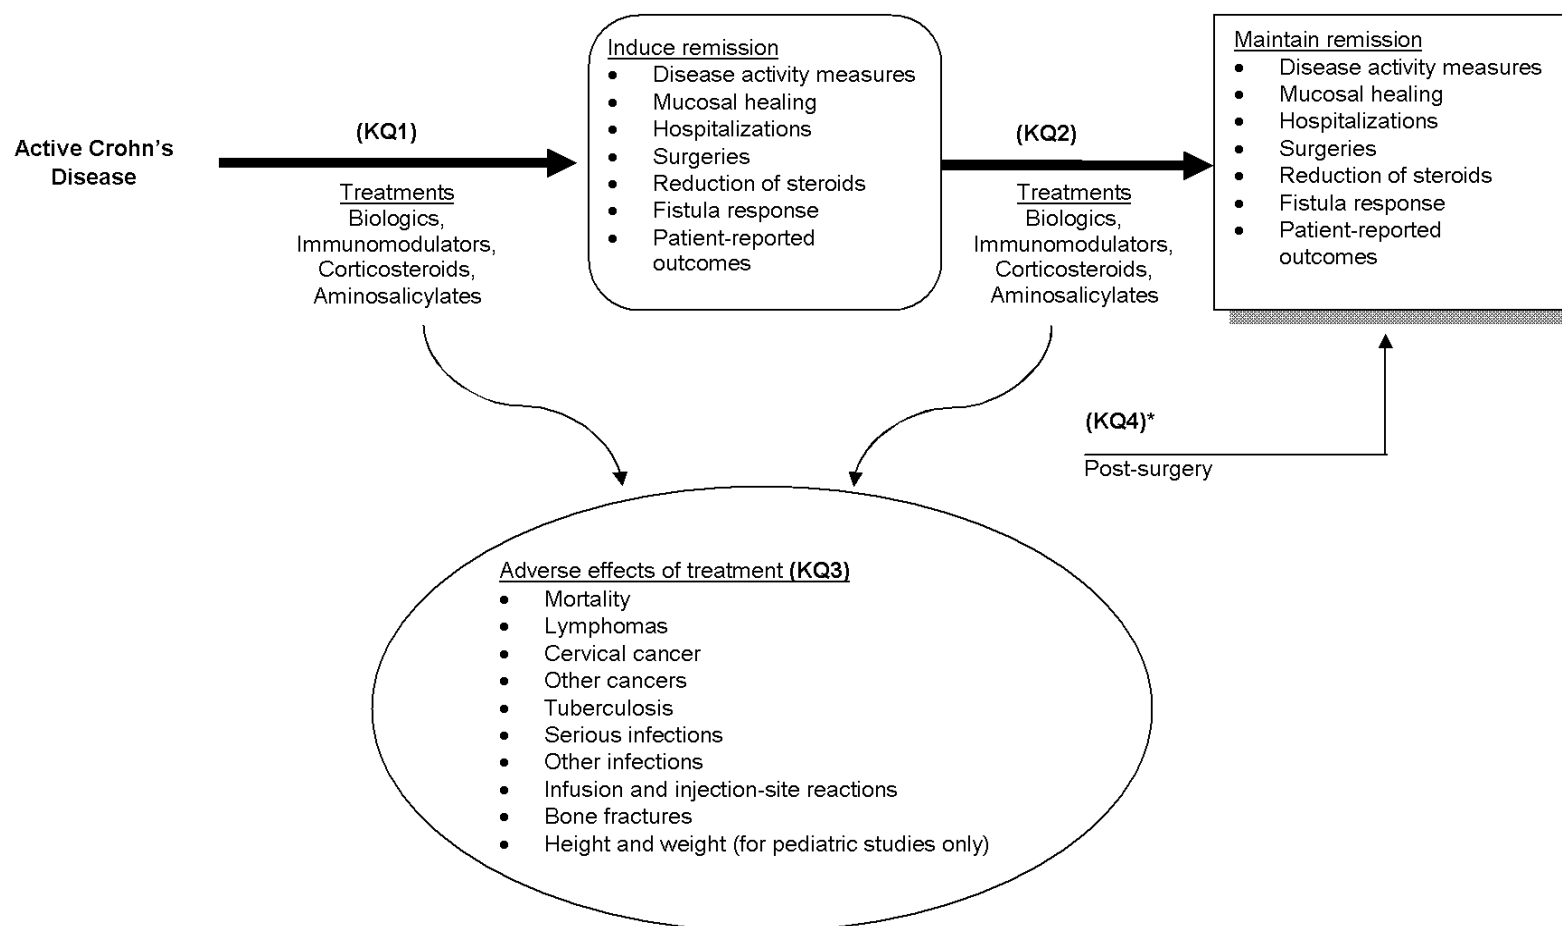 Active Crohn's
Disease
(KQ1)
Treatments
Biologics,
Immunomodulators,
Corticosteroids,
Aminosalicylates
Induce remission
• Disease activity measures
• Mucosal healing
• Hospitalizations
• Surgeries
• Reduction of steroids
• Fistula response
• Patient-reported
outcomes
(KQ2)
Treatments
Biologics,
Immunomodulators,
Corticosteroids,
Aminosalicylates
Maintain remission
• Disease activity measures
• Mucosal healing
• Hospitalizations
• Surgeries
• Reduction of steroids
• Fistula response
• Patient-reported
outcomes
(KQ4)*
Post-surgery
Adverse effects of treatment (KQ3)
• Mortality
• Lymphomas
• Cervical cancer
• Other cancers
• Tuberculosis
• Serious infections
• Other infections
• Infusion and injection-site reactions
• Bone fractures
• Height and weight (for pediatric studies only)